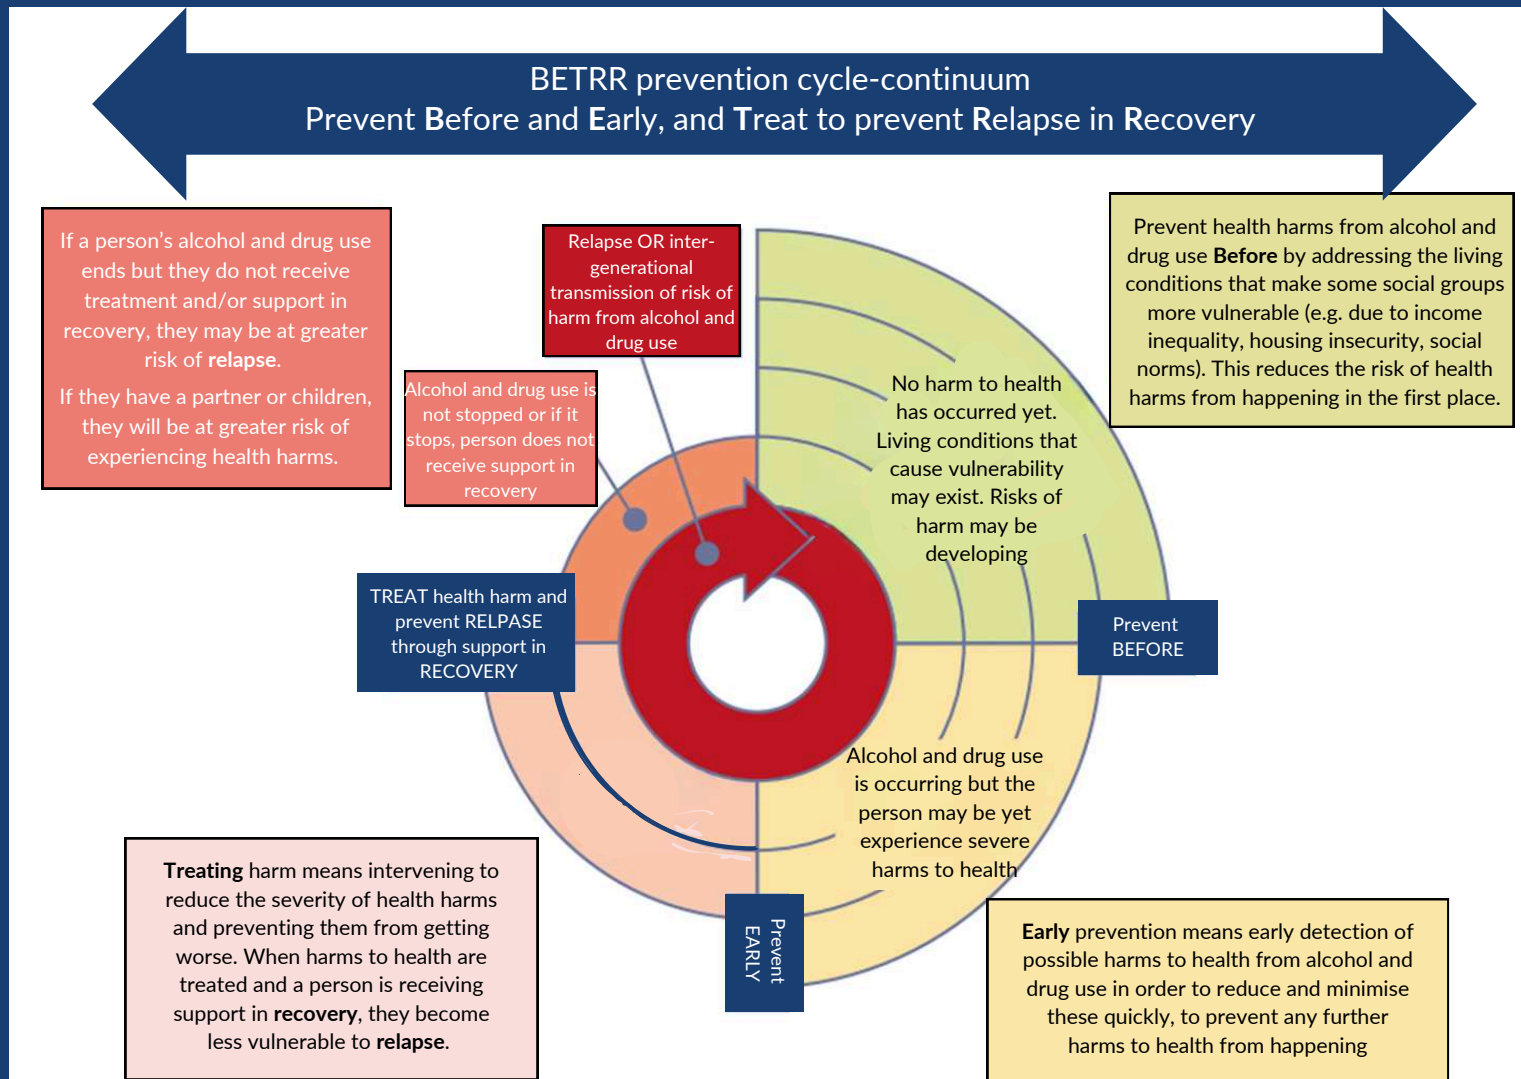 BETRR prevention cycle-continuum
Prevent Before and Early, and Treat to prevent Relapse in Recovery
If a person's alcohol and drug use
ends but they do not receive
treatment and/or support in
recovery, they may be at greater
risk of relapse.
If they have a partner or children,
they will be at greater risk of
experiencing health harms.
Relapse OR inter-
generational
transmission of risk of
harm from alcohol and
drug use
Alcohol and drug use is
not stopped or if it
stops, person does not
receive support in
recovery
Prevent health harms from alcohol and
drug use Before by addressing the living
conditions that make some social groups
more vulnerable (e.g. due to income
inequality, housing insecurity, social
norms). This reduces the risk of health
harms from happening in the first place.
No harm to health
has occurred yet.
Living conditions that
cause vulnerability
may exist. Risks of
harm may be
developing
TREAT health harm and
prevent RELPASE
through support in
RECOVERY
Prevent
BEFORE
Alcohol and drug use
is occurring but the
person may be yet
experience severe
harms to health
Prevent
EARLY
Treating harm means intervening to
reduce the severity of health harms
and preventing them from getting
worse. When harms to health are
treated and a person is receiving
support in recovery, they become
less vulnerable to relapse.
Early prevention means early detection of
possible harms to health from alcohol and
drug use in order to reduce and minimise
these quickly, to prevent any further
harms to health from happening